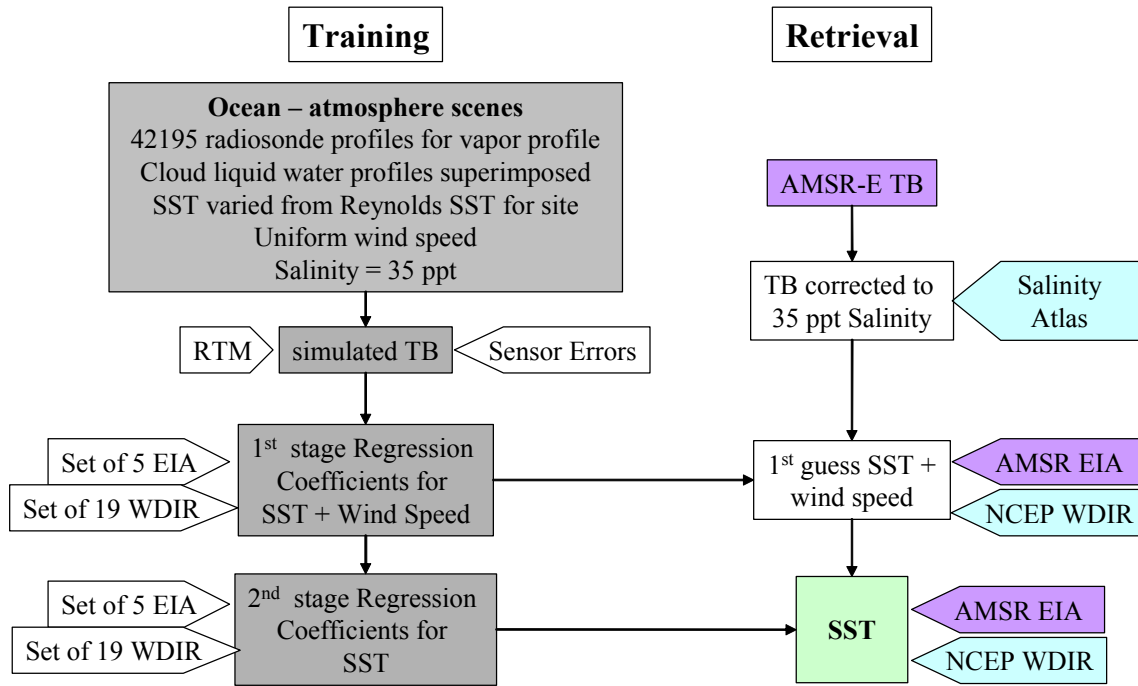 Training
Ocean – atmosphere scenes
42195 radiosonde profiles for vapor profile
Cloud liquid water profiles superimposed
SST varied from Reynolds SST for site
Uniform wind speed
Salinity = 35 ppt
RTM
simulated TB
Sensor Errors
Set of 5 EIA
Set of 19 WDIR
1st stage Regression
Coefficients for
SST + Wind Speed
Set of 5 EIA
Set of 19 WDIR
2nd stage Regression
Coefficients for
SST
Retrieval
AMSR-E TB
TB corrected to
35 ppt Salinity
Salinity
Atlas
1st guess SST +
wind speed
AMSR EIA
NCEP WDIR
SST
AMSR EIA
NCEP WDIR